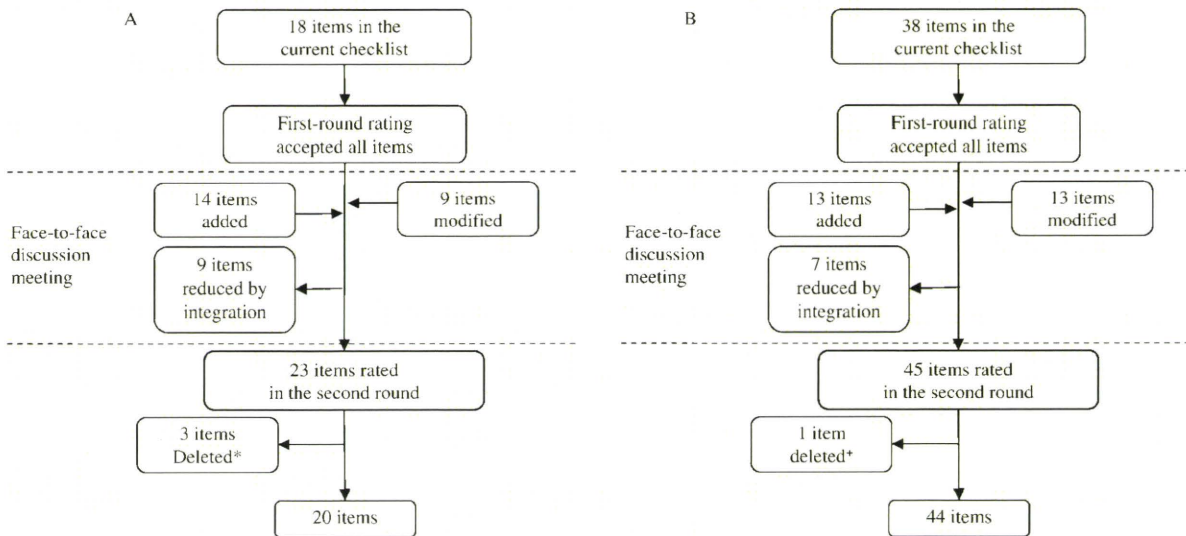 A
18 items in the
current checklist
First-round rating
accepted all items
14 items
added
9 items
modified
Face-to-face
discussion
meeting
9 items
reduced by
integration
23 items rated
in the second round
3 items
Deleted*
20 items
B
38 items in the
current checklist
First-round rating
accepted all items
13 items
added
13 items
modified
Face-to-face
discussion
meeting
7 items
reduced by
integration
45 items rated
in the second round
1 item
deleted+
44 items